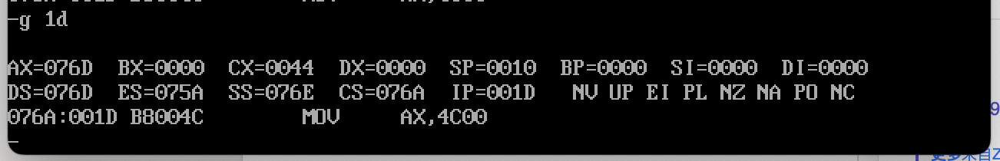 -g 1d
AX=076D  BX=0000  CX=0044  DX=0000  SP=0010  BP=0000  SI=0000  DI=0000
DS=076D  ES=075A  SS=076E  CS=076A  IP=001D   NV UP EI PL NZ NA PO NC
076A:001D B8004C        MOV     AX,4C00
-
9